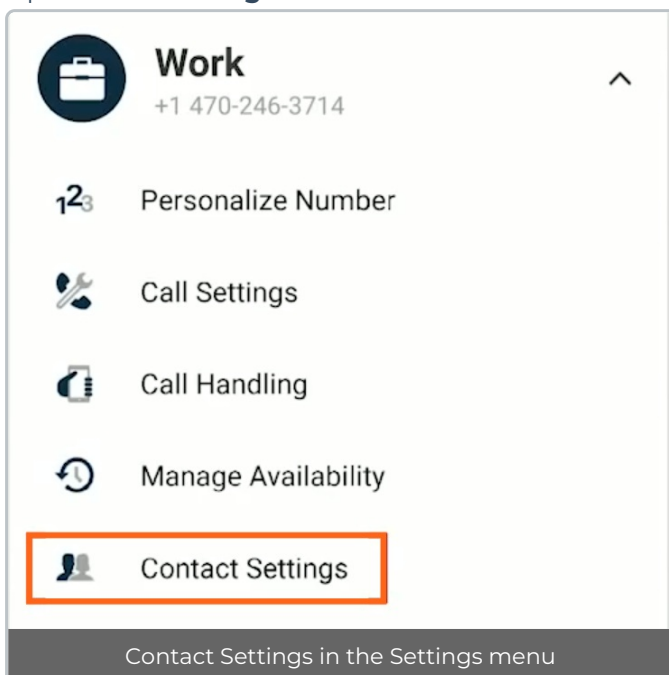 Work
+1 470-246-3714
123 Personalize Number
Call Settings
Call Handling
Manage Availability
Contact Settings
Contact Settings in the Settings menu